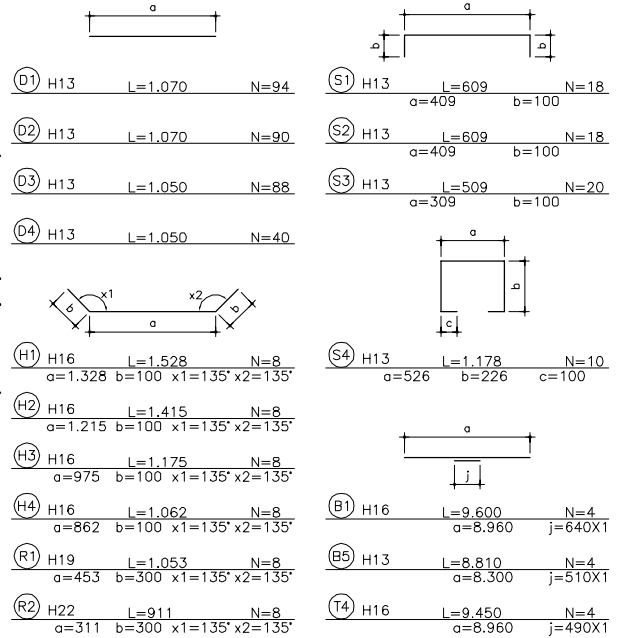 a
D1 H13 L=1.070 N=94
D2 H13 L=1.070 N=90
D3 H13 L=1.050 N=88
D4 H13 L=1.050 N=40
x1 x2
b a b
H1 H16 L=1.528 N=8
a=1.328 b=100 x1=135° x2=135°
H2 H16 L=1.415 N=8
a=1.215 b=100 x1=135° x2=135°
H3 H16 L=1.175 N=8
a=975 b=100 x1=135° x2=135°
H4 H16 L=1.062 N=8
a=862 b=100 x1=135° x2=135°
R1 H19 L=1.053 N=8
a=453 b=300 x1=135° x2=135°
R2 H22 L=911 N=8
a=311 b=300 x1=135° x2=135°
a
b b
S1 H13 L=609 N=18
a=409 b=100
S2 H13 L=609 N=18
a=409 b=100
S3 H13 L=509 N=20
a=309 b=100
a
b
c
S4 H13 L=1.178 N=10
a=526 b=226 c=100
a
j
B1 H16 L=9.600 N=4
a=8.960 j=640X1
B5 H13 L=8.810 N=4
a=8.300 j=510X1
T4 H16 L=9.450 N=4
a=8.960 j=490X1